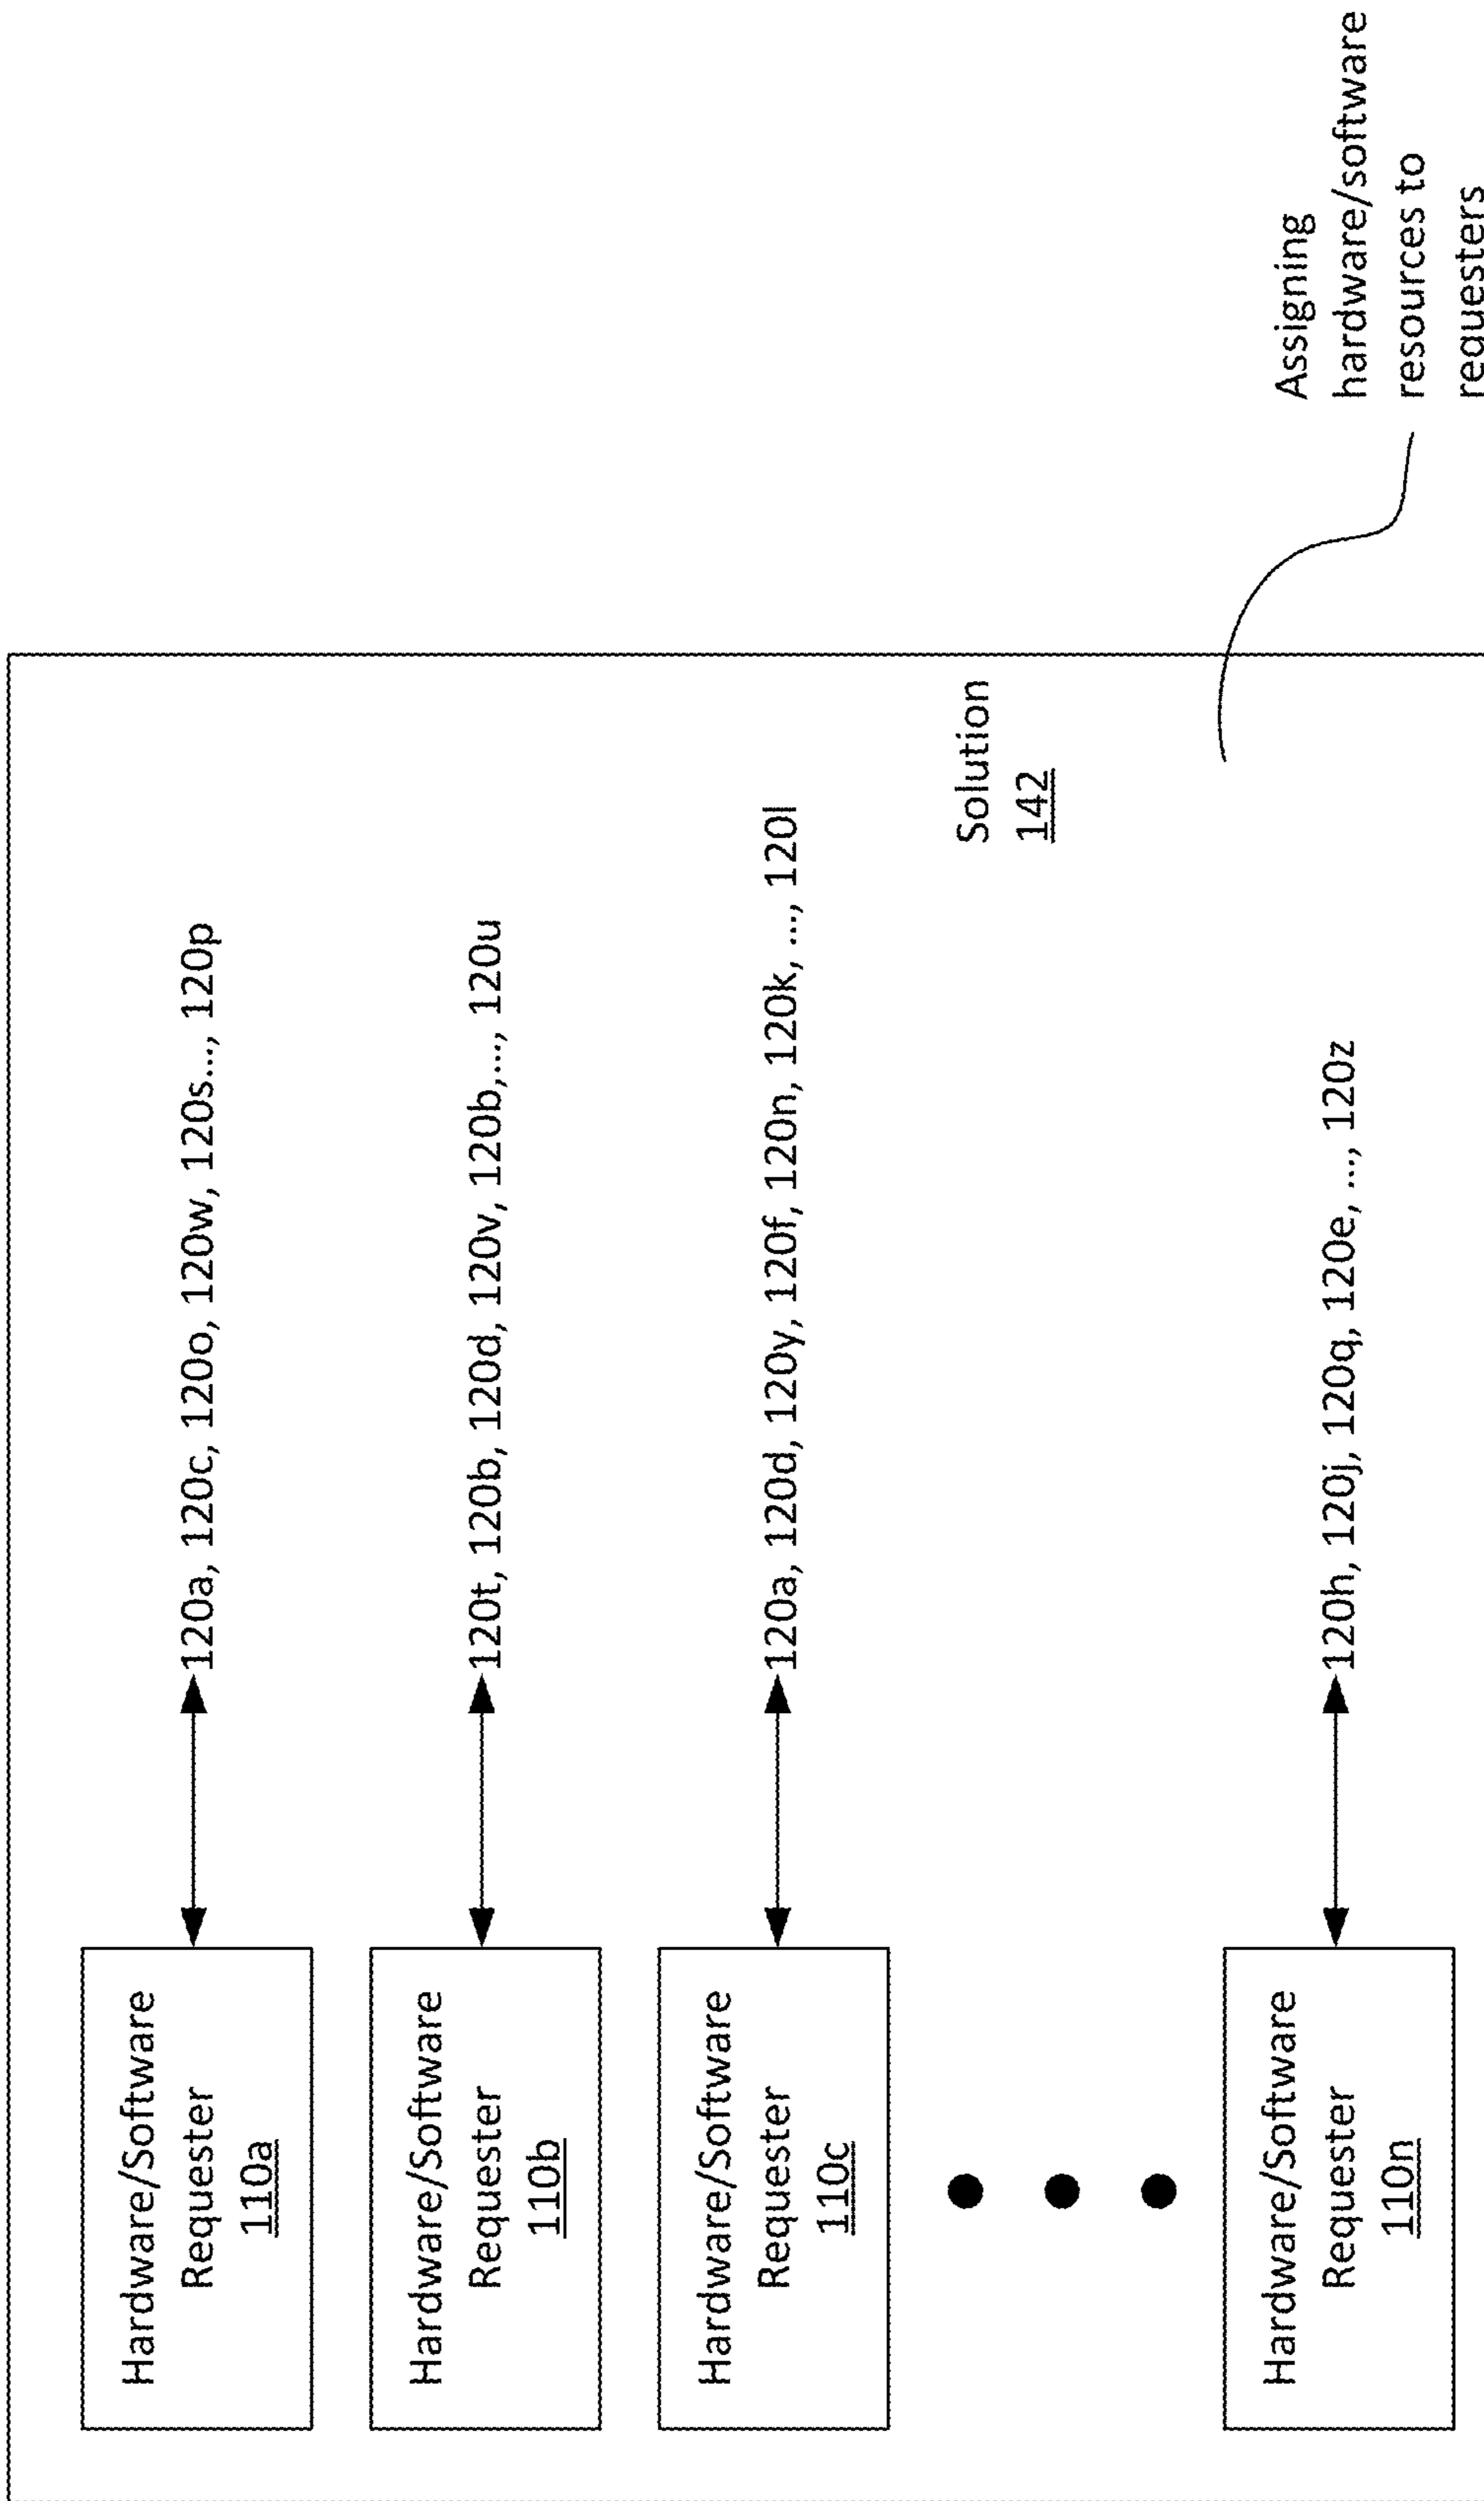 Hardware/Software
Requester
110a
120a, 120c, 120o, 120w, 120s..., 120p
Hardware/Software
Requester
110b
120t, 120b, 120d, 120v, 120b,..., 120u
Hardware/Software
Requester
110c
120a, 120d, 120y, 120f, 120n, 120k, ..., 120l
Solution
142
Hardware/Software
Requester
110n
120h, 120j, 120q, 120e, ..., 120z
Assigning
hardware/software
resources to
requesters